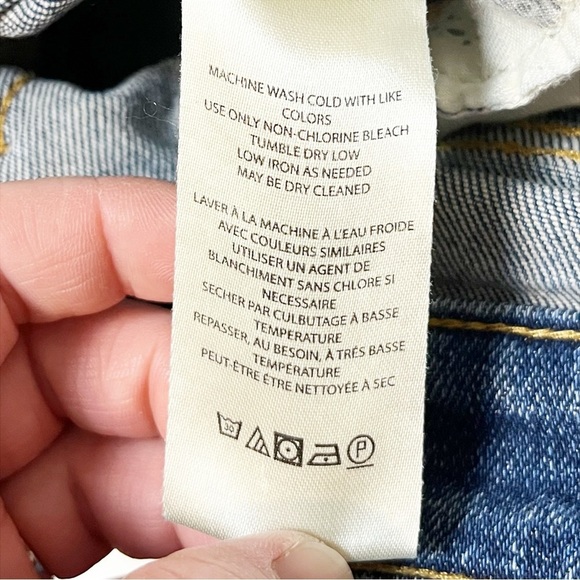 MACHINE WASH COLD WITH LIKE
COLORS
USE ONLY NON-CHLORINE BLEACH
TUMBLE DRY LOW
LOW IRON AS NEEDED
MAY BE DRY CLEANED
LAVER À LA MACHINE À L'EAU FROIDE
AVEC COULEURS SIMILAIRES
UTILISER UN AGENT DE
BLANCHIMENT SANS CHLORE SI
NECESSAIRE
SECHER PAR CULBUTAGE À BASSE
TEMPERATURE
REPASSER, AU BESOIN, À TRÉS BASSE
TEMPÉRATURE
PEUT-ÊTRE ÊTRE NETTOYÉE À SEC
30 P